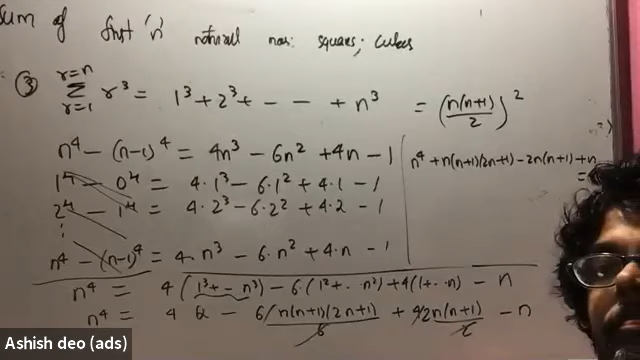 Sum of first 'n' natural nos: square; cubes
③ r=n
Σ r³ = 1³ + 2³ + - - - + n³ = (n(n+1)/2)²
r=1
n⁴ - (n-1)⁴ = 4n³ - 6n² + 4n - 1
1⁴ - 0⁴ = 4·1³ - 6·1² + 4·1 - 1
2⁴ - 1⁴ = 4·2³ - 6·2² + 4·2 - 1
⋮
n⁴ - (n-1)⁴ = 4·n³ - 6·n² + 4·n - 1
n⁴ = 4(1³ + - - n³) - 6·(1² + ·· n²) + 4(1 + ·· n) - n
n⁴ = 4 - 6(n(n+1)(2n+1))/6 + 4 2n(n+1)/2 - n
n⁴ + n(n+1)(2n+1) - 2n(n+1) + n
=
Ashish deo (ads)